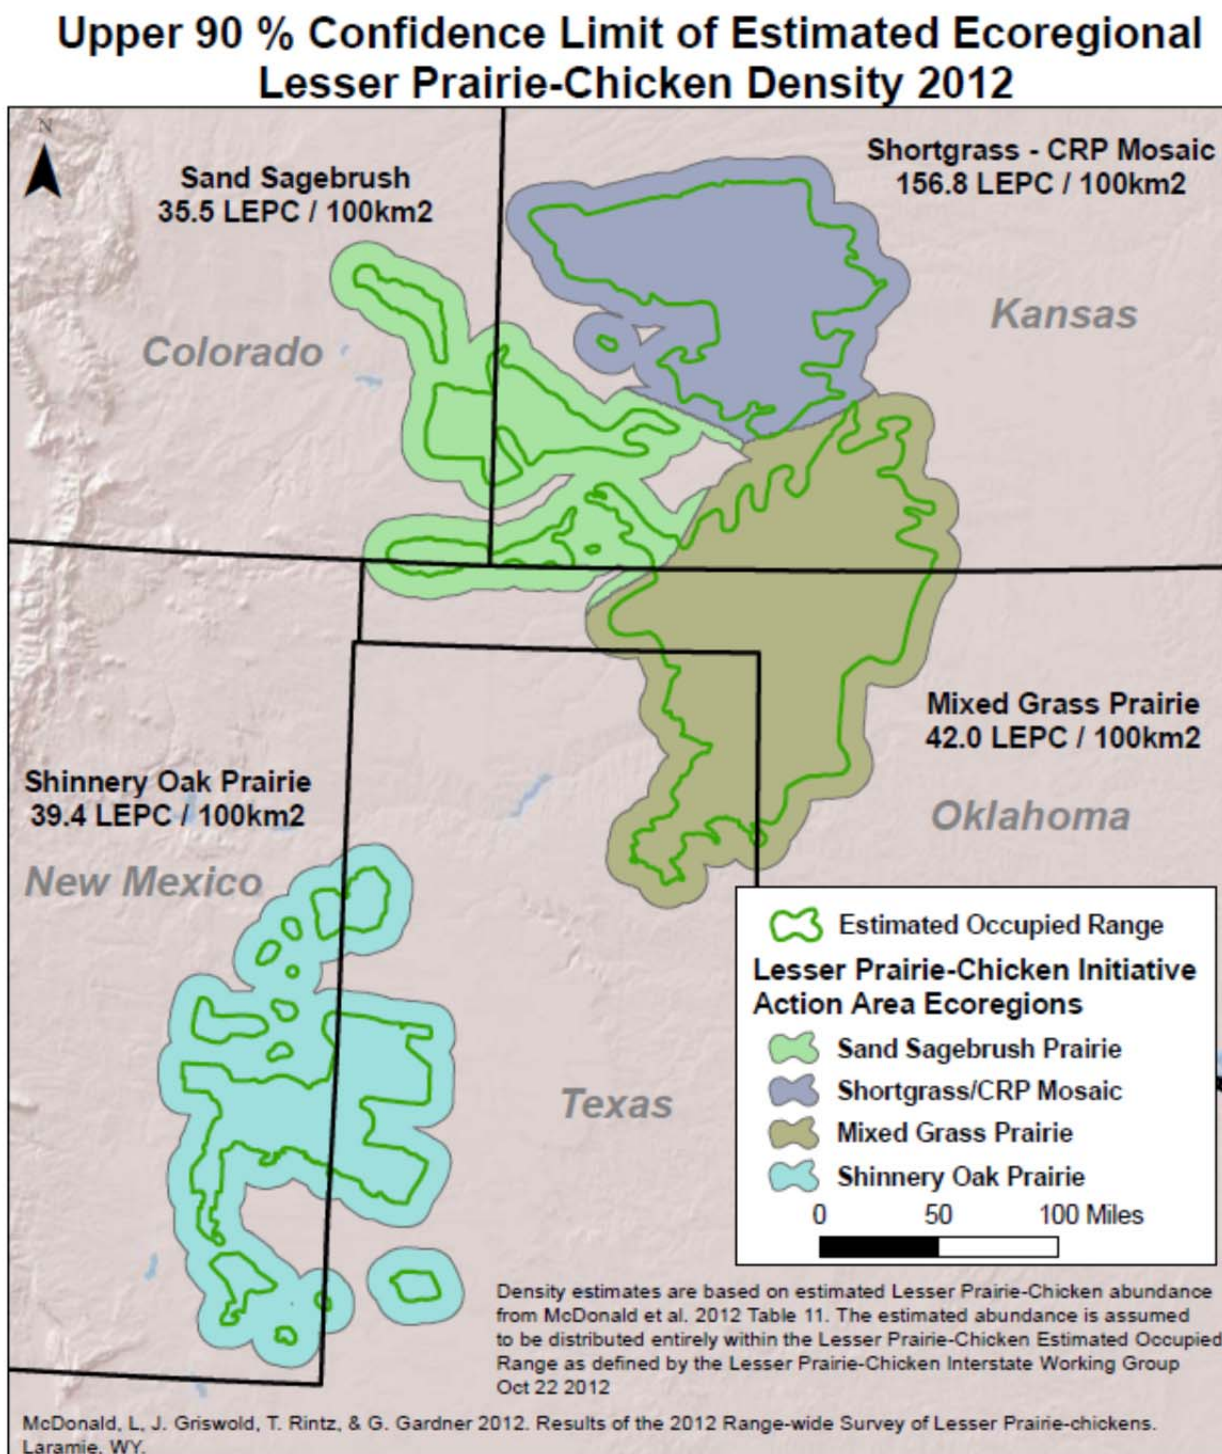 Upper 90 % Confidence Limit of Estimated Ecoregional
Lesser Prairie-Chicken Density 2012
N
Sand Sagebrush
35.5 LEPC / 100km2
Shortgrass - CRP Mosaic
156.8 LEPC / 100km2
Kansas
Colorado
Mixed Grass Prairie
42.0 LEPC / 100km2
Oklahoma
Shinnery Oak Prairie
39.4 LEPC / 100km2
New Mexico
Texas
Estimated Occupied Range
Lesser Prairie-Chicken Initiative
Action Area Ecoregions
Sand Sagebrush Prairie
Shortgrass/CRP Mosaic
Mixed Grass Prairie
Shinnery Oak Prairie
0 50 100 Miles
Density estimates are based on estimated Lesser Prairie-Chicken abundance
from McDonald et al. 2012 Table 11. The estimated abundance is assumed
to be distributed entirely within the Lesser Prairie-Chicken Estimated Occupied
Range as defined by the Lesser Prairie-Chicken Interstate Working Group
Oct 22 2012
McDonald, L, J. Griswold, T. Rintz, & G. Gardner 2012. Results of the 2012 Range-wide Survey of Lesser Prairie-chickens.
Laramie, WY.